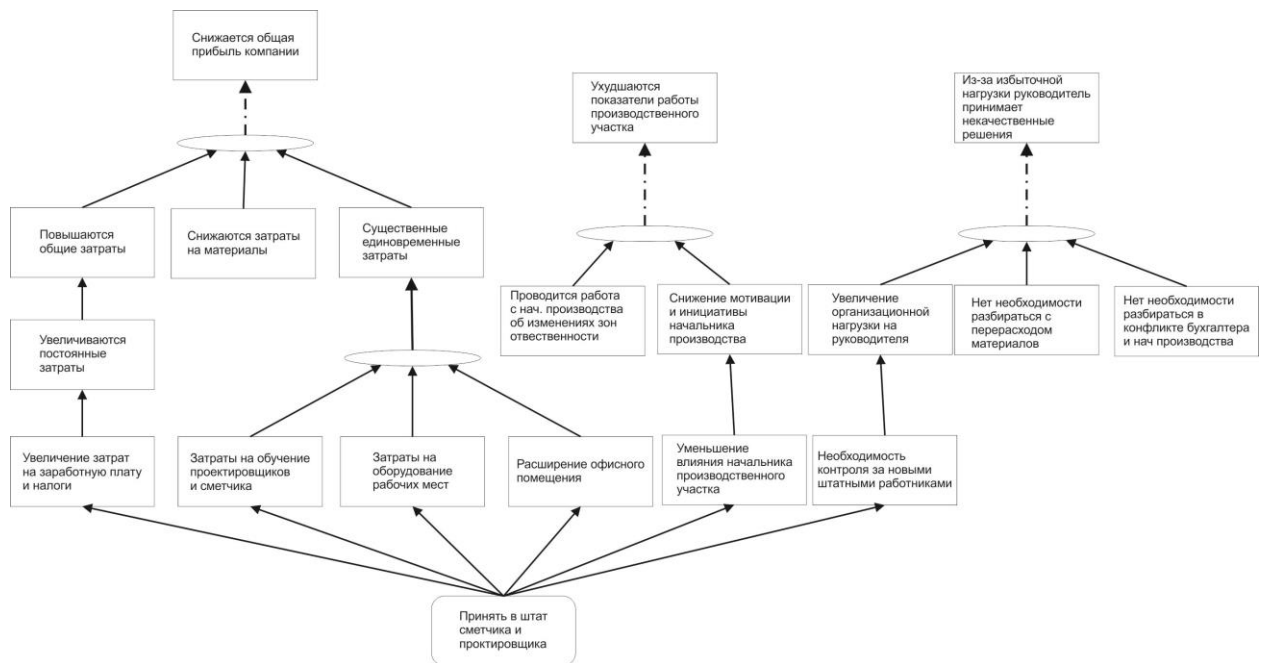 Снижается общая
прибыль компании
Ухудшаются
показатели работы
производственного
участка
Из-за избыточной
нагрузки руководитель
принимает
некачественные
решения
Повышаются
общие затраты
Снижаются затраты
на материалы
Существенные
единовременные
затраты
Проводится работа
с нач. производства
об изменениях зон
отвественности
Снижение мотивации
и инициативы
начальника
производства
Увеличение
организационной
нагрузки на
руководителя
Нет необходимости
разбираться с
перерасходом
материалов
Нет необходимости
разбираться в
конфликте бухгалтера
и нач производства
Увеличиваются
постоянные
затраты
Увеличение затрат
на заработную плату
и налоги
Затраты на обучение
проектировщиков
и сметчика
Затраты на
оборудование
рабочих мест
Расширение офисного
помещения
Уменьшение
влияния начальника
производственного
участка
Необходимость
контроля за новыми
штатными работниками
Принять в штат
сметчика и
проктировщика